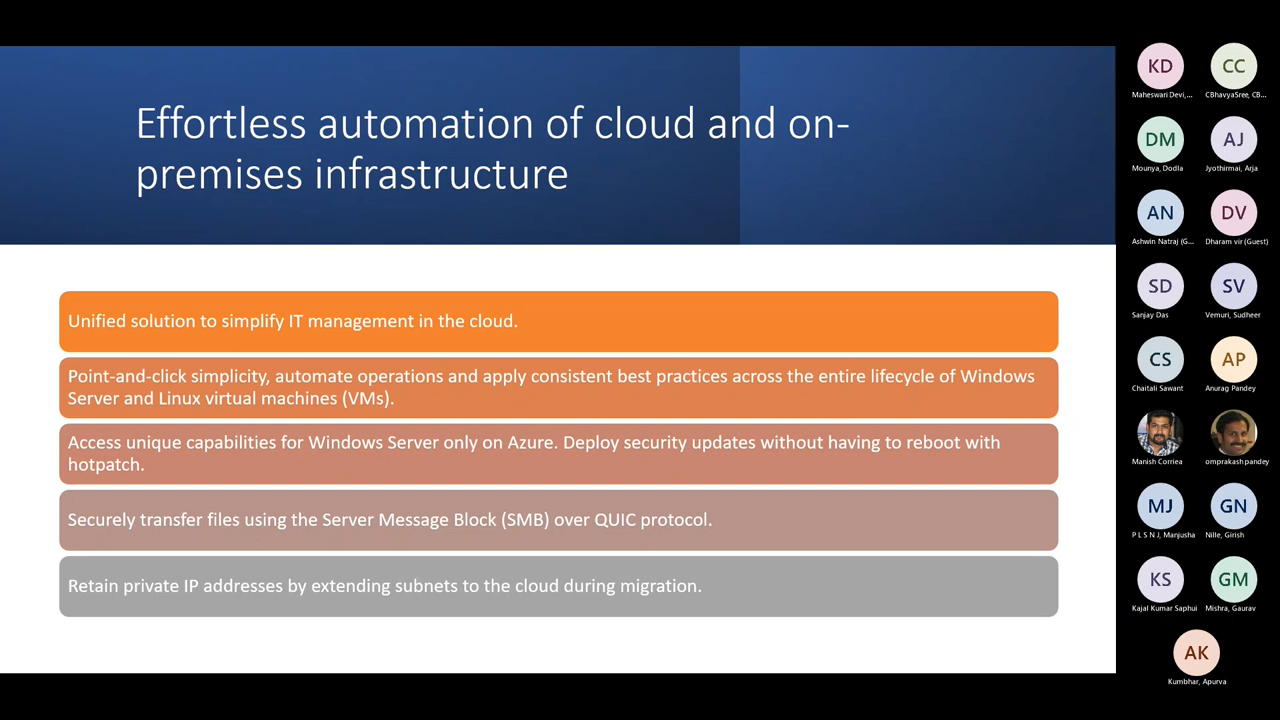 Effortless automation of cloud and on-
premises infrastructure
Unified solution to simplify IT management in the cloud.
Point-and-click simplicity, automate operations and apply consistent best practices across the entire lifecycle of Windows
Server and Linux virtual machines (VMs).
Access unique capabilities for Windows Server only on Azure. Deploy security updates without having to reboot with
hotpatch.
Securely transfer files using the Server Message Block (SMB) over QUIC protocol.
Retain private IP addresses by extending subnets to the cloud during migration.
KD
Maheswari Devi,...
CC
CBhavyaSree, CB...
DM
Mounya, Dodla
AJ
Jyothirmai, Arja
AN
Ashwin Natraj (G...
DV
Dharam vir (Guest)
SD
Sanjay Das
SV
Vemuri, Sudheer
CS
Chaitali Sawant
AP
Anurag Pandey
Manish Corriea
omprakash pandey
MJ
P L S N J, Manjusha
GN
Nille, Girish
KS
Kajal Kumar Saphui
GM
Mishra, Gaurav
AK
Kumbhar, Apurva